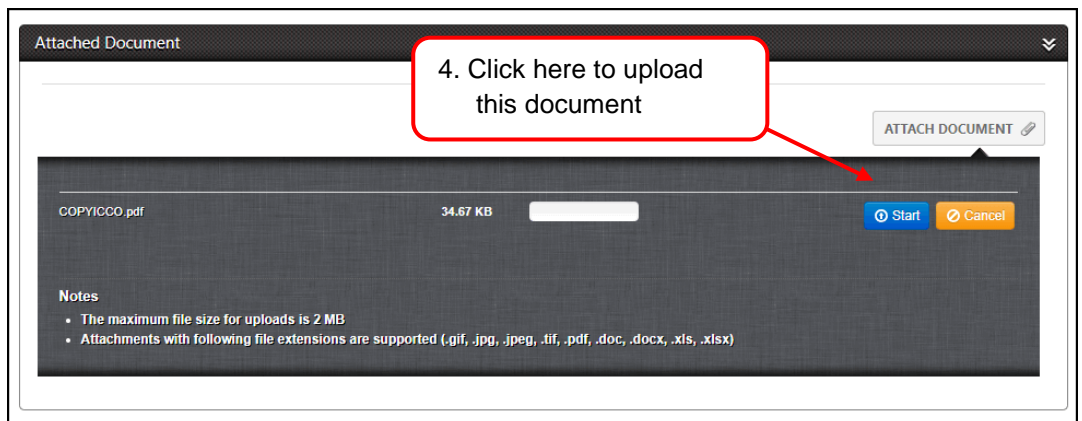 Attached Document
4. Click here to upload
this document
ATTACH DOCUMENT
COPYICCO.pdf 34.67 KB Start Cancel
Notes
• The maximum file size for uploads is 2 MB
• Attachments with following file extensions are supported (.gif, .jpg, .jpeg, .tif, .pdf, .doc, .docx, .xls, .xlsx)